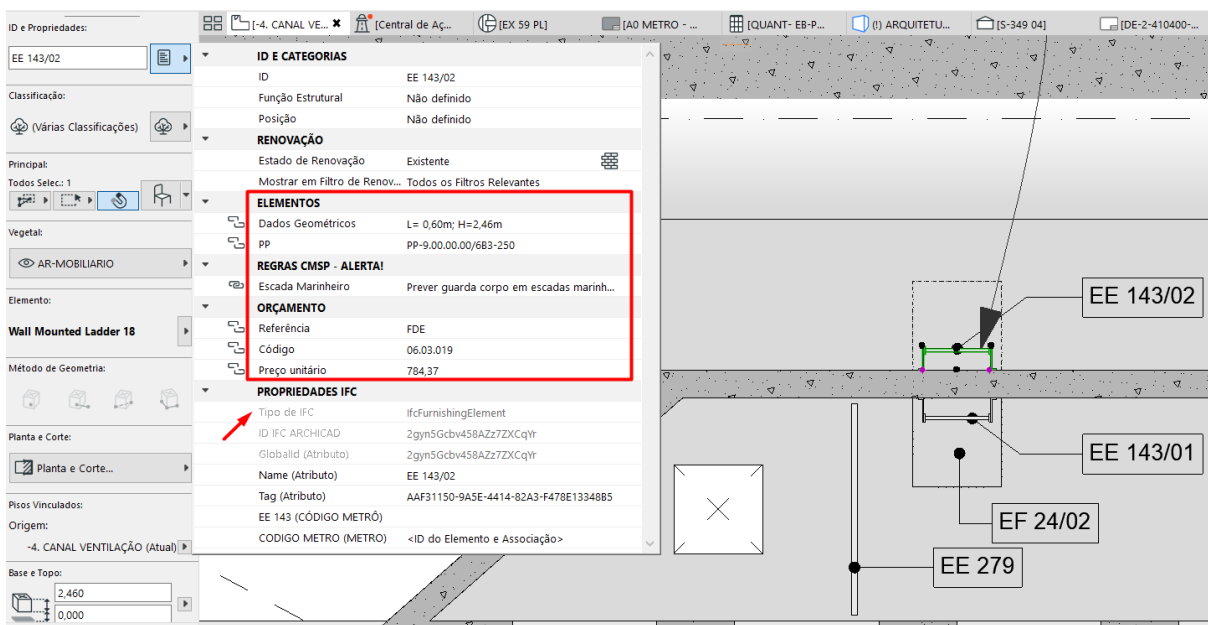 ID e Propriedades:
[-4. CANAL VE...
[Central de Aç...
[EX 59 PL]
[A0 METRO - ...
[QUANT- EB-P...
(!) ARQUITETU...
[S-349 04]
[DE-2-410400-...
EE 143/02
Classificação:
(Várias Classificações)
Principal:
Todos Selec.: 1
Vegetal:
AR-MOBILIARIO
Elemento:
Wall Mounted Ladder 18
Método de Geometria:
Planta e Corte:
Planta e Corte...
Pisos Vinculados:
Origem:
-4. CANAL VENTILAÇÃO (Atual)
Base e Topo:
2,460
0,000
ID E CATEGORIAS
ID EE 143/02
Função Estrutural Não definido
Posição Não definido
RENOVAÇÃO
Estado de Renovação Existente
Mostrar em Filtro de Renov... Todos os Filtros Relevantes
ELEMENTOS
Dados Geométricos L= 0,60m; H=2,46m
PP PP-9.00.00.00/6B3-250
REGRAS CMSP - ALERTA!
Escada Marinheiro Prever guarda corpo em escadas marinh...
ORÇAMENTO
Referência FDE
Código 06.03.019
Preço unitário 784,37
PROPRIEDADES IFC
Tipo de IFC IfcFurnishingElement
ID IFC ARCHICAD 2gyn5Gcbv458AZz7ZXCqYr
GlobalId (Atributo) 2gyn5Gcbv458AZz7ZXCqYr
Name (Atributo) EE 143/02
Tag (Atributo) AAF31150-9A5E-4414-82A3-F478E13348B5
EE 143 (CÓDIGO METRÔ)
CODIGO METRO (METRO) <ID do Elemento e Associação>
EE 143/02
EE 143/01
EF 24/02
EE 279